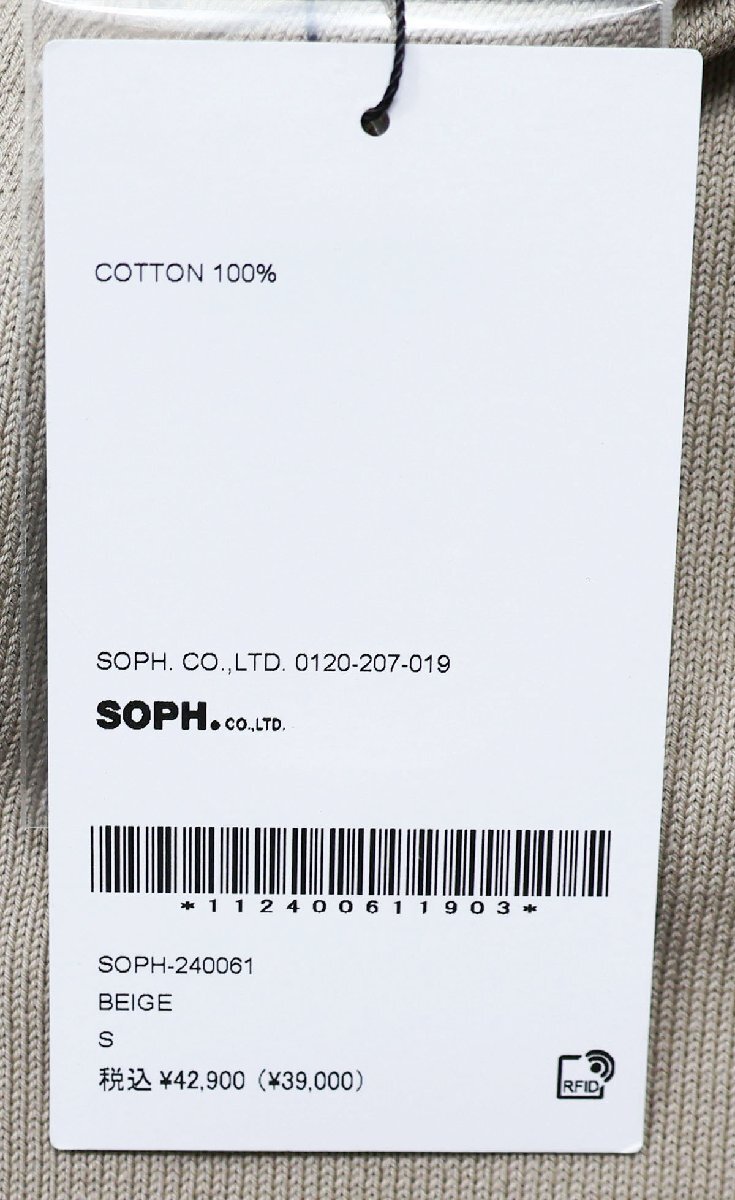 COTTON 100%
SOPH. CO.,LTD. 0120-207-019
SOPH. CO.,LTD.
*112400611903*
SOPH-240061
BEIGE
S
税込 ¥42,900 (¥39,000)
RFID